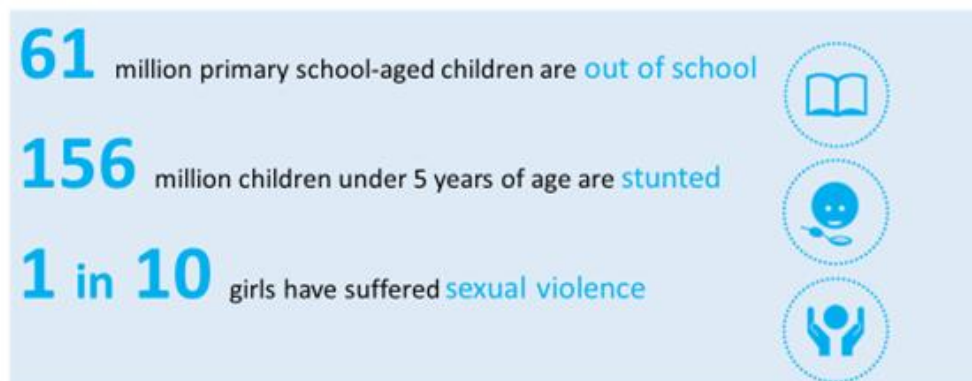 61 million primary school-aged children are out of school
156 million children under 5 years of age are stunted
1 in 10 girls have suffered sexual violence